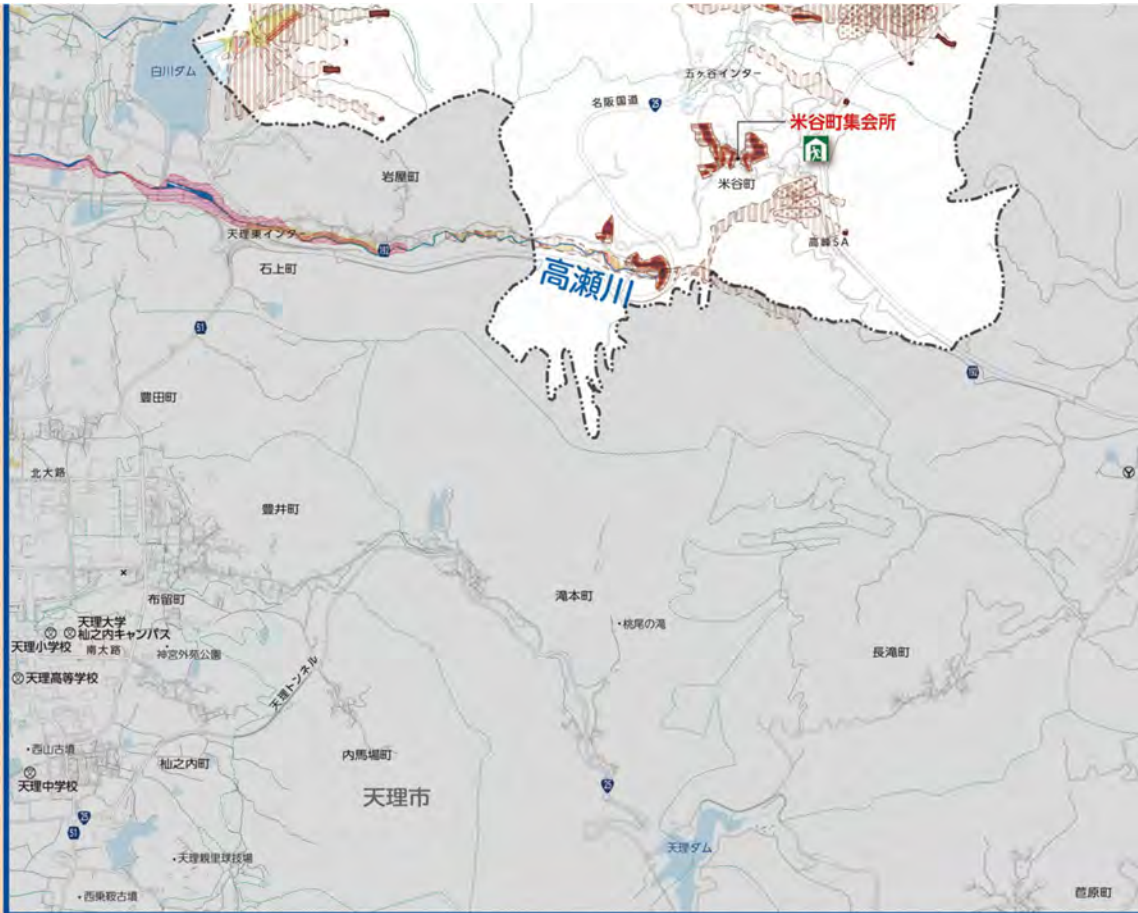 白川ダム
五ヶ谷インター
名阪国道
25
米谷町集会所
岩屋町
米谷町
天理東インター
192
高峰SA
石上町
高瀬川
51
192
豊田町
北大路
豊井町
布留町
滝本町
天理大学
杣之内キャンパス
天理小学校
南大路
神宮外苑公園
・桃尾の滝
長滝町
天理高等学校
天理トンネル
・西山古墳
杣之内町
内馬場町
天理中学校
天理市
25
25
51
天理ダム
・天理親里球技場
・西乗鞍古墳
苣原町